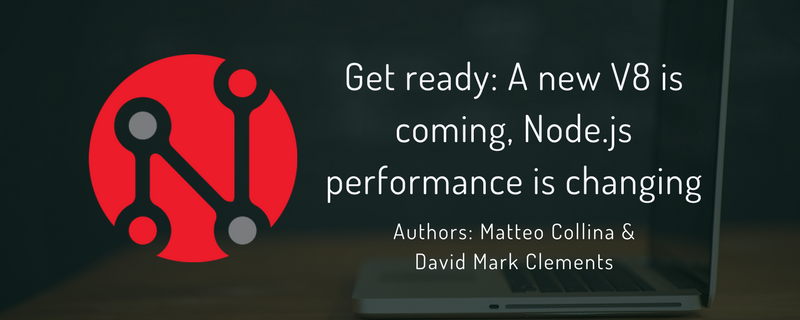 Get ready: A new V8 is
coming, Node.js
performance is changing
Authors: Matteo Collina &
David Mark Clements